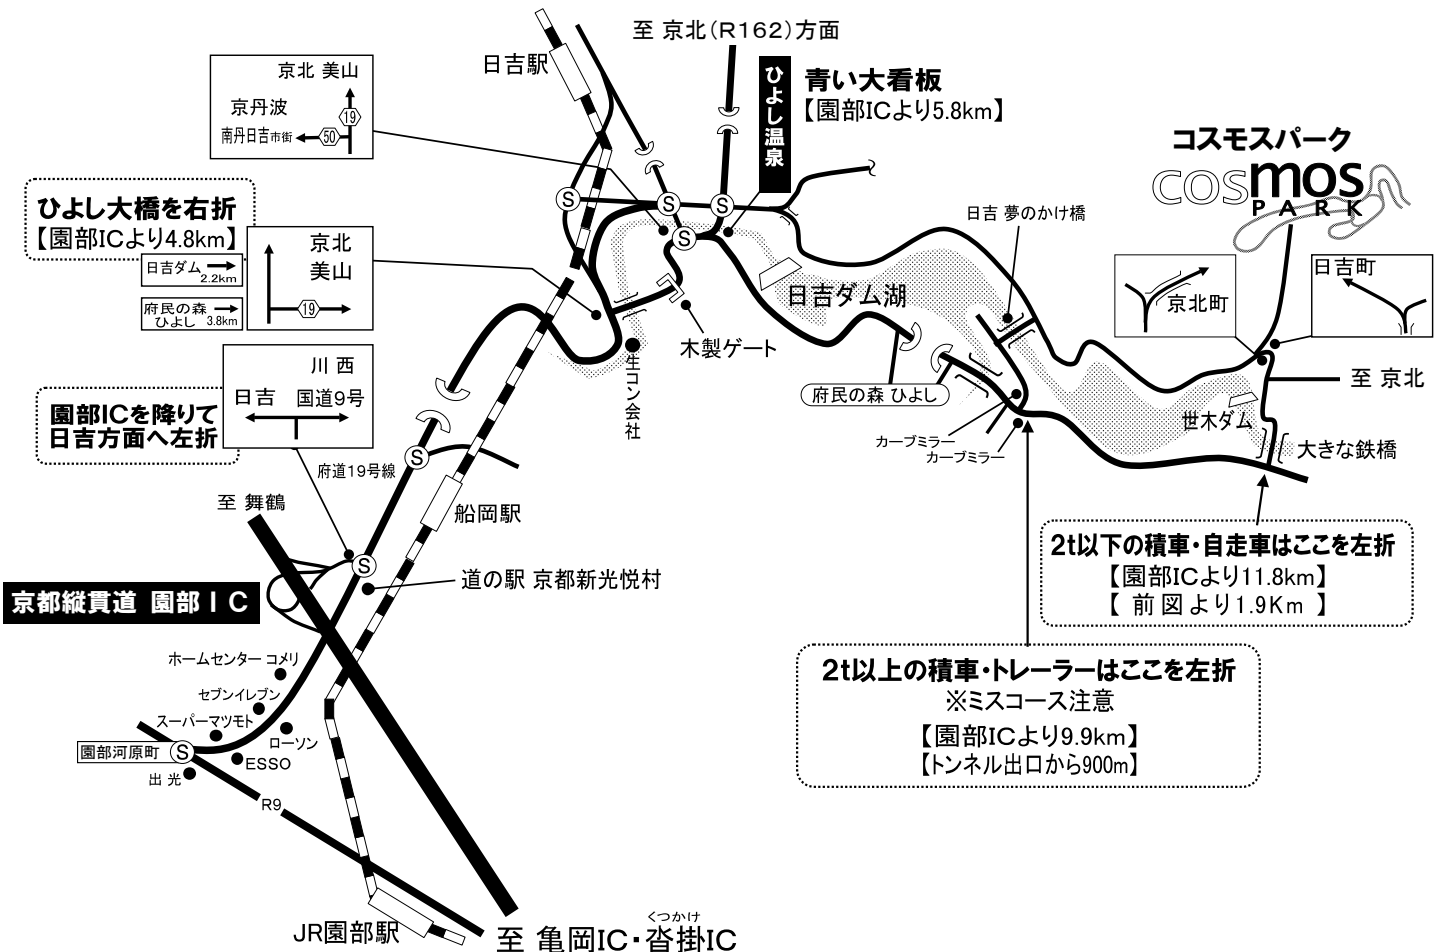 至 京北（R162）方面
日吉駅
ひよし温泉
青い大看板
【園部ICより5.8km】
京北 美山
京丹波
19
南丹日吉市街
50
コスモスパーク
cosmos
PARK
ひよし大橋を右折
【園部ICより4.8km】
日吉ダム
2.2km
府民の森
ひよし 3.8km
京北
美山
19
S
S
S
S
日吉 夢のかけ橋
京北町
日吉町
日吉ダム湖
木製ゲート
生コン会社
府民の森 ひよし
至 京北
世木ダム
大きな鉄橋
カーブミラー
カーブミラー
川西
日吉 国道9号
園部ICを降りて
日吉方面へ左折
府道19号線
S
至 舞鶴
船岡駅
S
道の駅 京都新光悦村
京都縦貫道 園部IC
2t以下の積車・自走車はここを左折
【園部ICより11.8km】
【 前図より1.9Km 】
2t以上の積車・トレーラーはここを左折
※ミスコース注意
【園部ICより9.9km】
【トンネル出口から900m】
ホームセンター コメリ
セブンイレブン
スーパーマツモト
ローソン
園部河原町
S
ESSO
出光
R9
JR園部駅
くつかけ
至 亀岡IC・沓掛IC